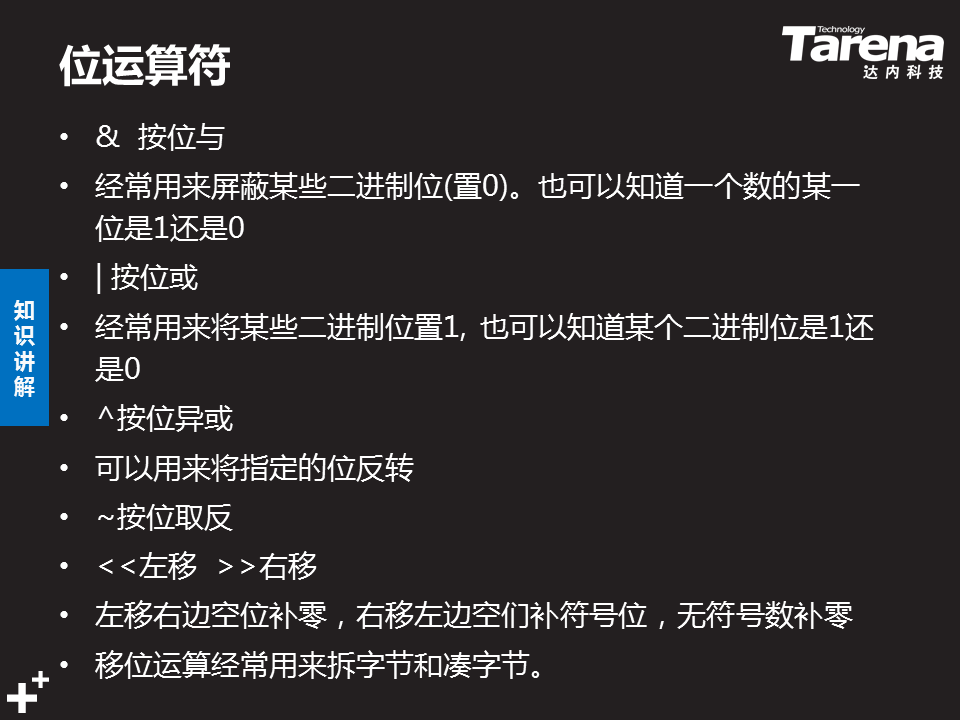 位运算符
Technology
Tarena
达内科技
• & 按位与
• 经常用来屏蔽某些二进制位(置0)。也可以知道一个数的某一
位是1还是0
• | 按位或
• 经常用来将某些二进制位置1, 也可以知道某个二进制位是1还
是0
• ^按位异或
• 可以用来将指定的位反转
• ~按位取反
• <<左移 >>右移
• 左移右边空位补零，右移左边空们补符号位，无符号数补零
• 移位运算经常用来拆字节和凑字节。
知识讲解